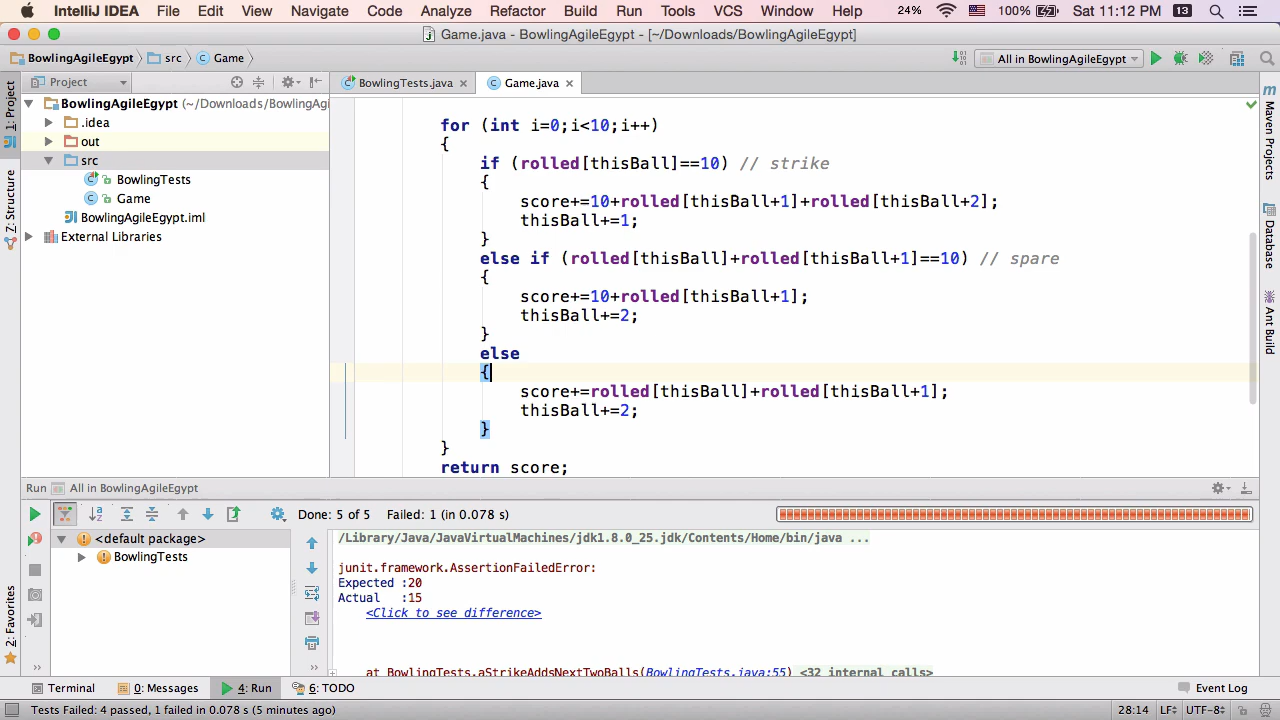 IntelliJ IDEA File Edit View Navigate Code Analyze Refactor Build Run Tools VCS Window Help 24% 100% Sat 11:12 PM 13
Game.java - BowlingAgileEgypt - [~/Downloads/BowlingAgileEgypt]
BowlingAgileEgypt src Game All in BowlingAgileEgypt
Project BowlingTests.java Game.java
1: Project
Z: Structure
2: Favorites
BowlingAgileEgypt (~/Downloads/BowlingAgi
.idea
out
src
BowlingTests
Game
BowlingAgileEgypt.iml
External Libraries
for (int i=0;i<10;i++)
{
if (rolled[thisBall]==10) // strike
{
score+=10+rolled[thisBall+1]+rolled[thisBall+2];
thisBall+=1;
}
else if (rolled[thisBall]+rolled[thisBall+1]==10) // spare
{
score+=10+rolled[thisBall+1];
thisBall+=2;
}
else
{
score+=rolled[thisBall]+rolled[thisBall+1];
thisBall+=2;
}
}
return score;
Maven Projects
Database
Ant Build
Run All in BowlingAgileEgypt
Done: 5 of 5 Failed: 1 (in 0.078 s)
<default package>
BowlingTests
/Library/Java/JavaVirtualMachines/jdk1.8.0_25.jdk/Contents/Home/bin/java ...
junit.framework.AssertionFailedError:
Expected :20
Actual :15
<Click to see difference>
at BowlingTests.aStrikeAddsNextTwoBalls(BowlingTests.java:55) <32 internal calls>
Terminal 0: Messages 4: Run 6: TODO Event Log
Tests Failed: 4 passed, 1 failed in 0.078 s (5 minutes ago) 28:14 LF÷ UTF-8÷